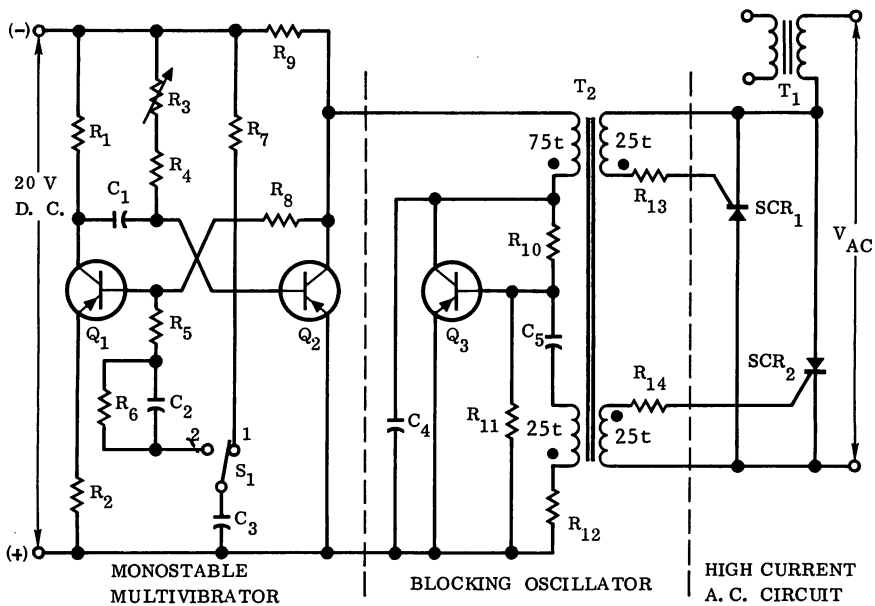 (-)
R9
T1
T2
R3
R1
R7
75t
25t
R4
20 V
D. C.
C1
R8
R13
SCR1
R10
VAC
Q1
R5
Q2
Q3
C5
SCR2
R14
R6
C2
C4
R11
25t
25t
2
1
S1
R2
C3
R12
(+)
MONOSTABLE
MULTIVIBRATOR
BLOCKING OSCILLATOR
HIGH CURRENT
A. C. CIRCUIT